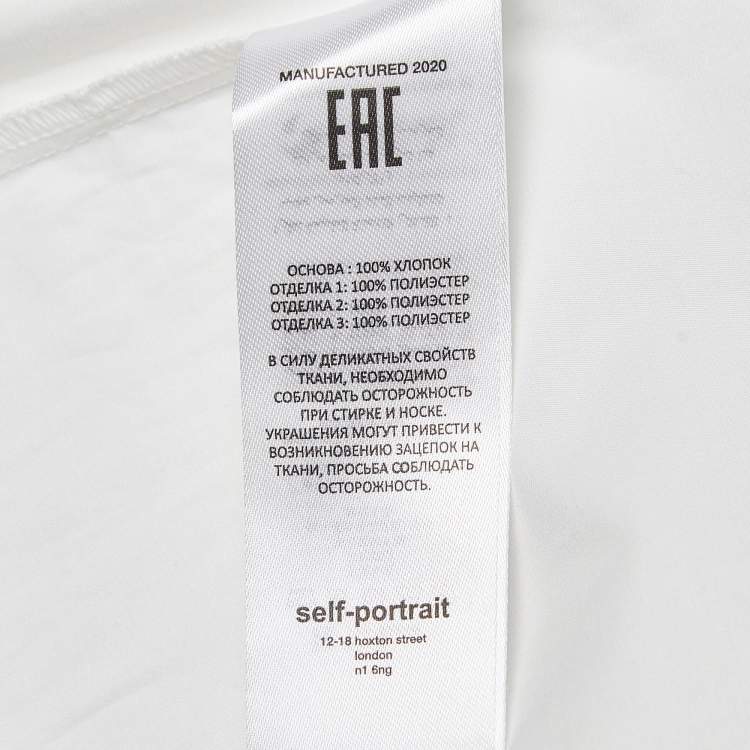 MANUFACTURED 2020
EAC
ОСНОВА : 100% ХЛОПОК
ОТДЕЛКА 1: 100% ПОЛИЭСТЕР
ОТДЕЛКА 2: 100% ПОЛИЭСТЕР
ОТДЕЛКА 3: 100% ПОЛИЭСТЕР
В СИЛУ ДЕЛИКАТНЫХ СВОЙСТВ
ТКАНИ, НЕОБХОДИМО
СОБЛЮДАТЬ ОСТОРОЖНОСТЬ
ПРИ СТИРКЕ И НОСКЕ.
УКРАШЕНИЯ МОГУТ ПРИВЕСТИ К
ВОЗНИКНОВЕНИЮ ЗАЦЕПОК НА
ТКАНИ, ПРОСЬБА СОБЛЮДАТЬ
ОСТОРОЖНОСТЬ.
self-portrait
12-18 hoxton street
london
n1 6ng